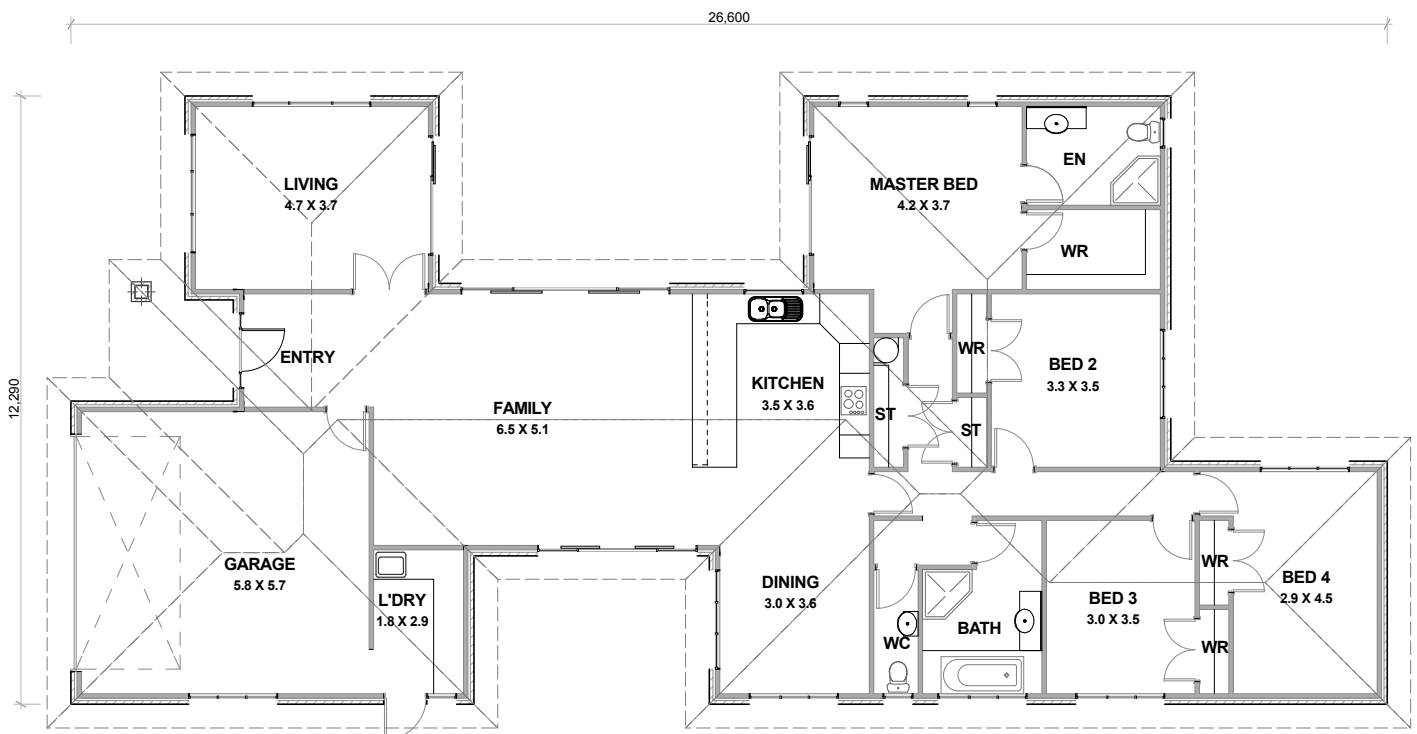 26,600
12,290
LIVING
4.7 X 3.7
MASTER BED
4.2 X 3.7
EN
WR
ENTRY
FAMILY
6.5 X 5.1
KITCHEN
3.5 X 3.6
ST
WR
ST
BED 2
3.3 X 3.5
GARAGE
5.8 X 5.7
L'DRY
1.8 X 2.9
DINING
3.0 X 3.6
WC
BATH
BED 3
3.0 X 3.5
WR
WR
BED 4
2.9 X 4.5